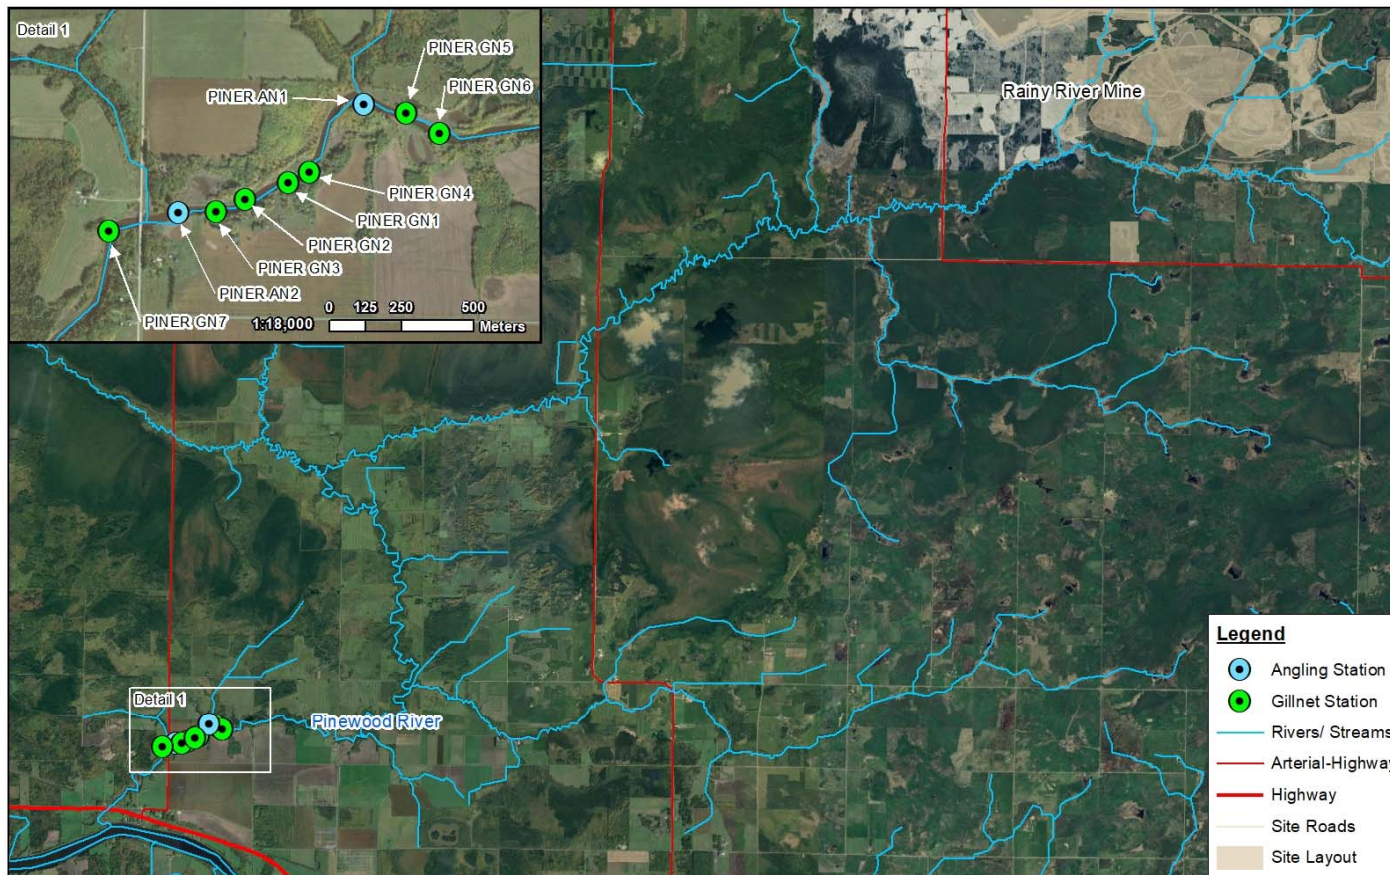 Detail 1
PINER GN5
PINER GN6
PINER AN1
PINER GN4
PINER GN1
PINER GN2
PINER GN3
PINER AN2
PINER GN7
0 125 250 500
1:18,000 Meters
Rainy River Mine
Detail 1
Pinewood River
Legend
Angling Station
Gillnet Station
Rivers/ Streams
Arterial-Highway
Highway
Site Roads
Site Layout